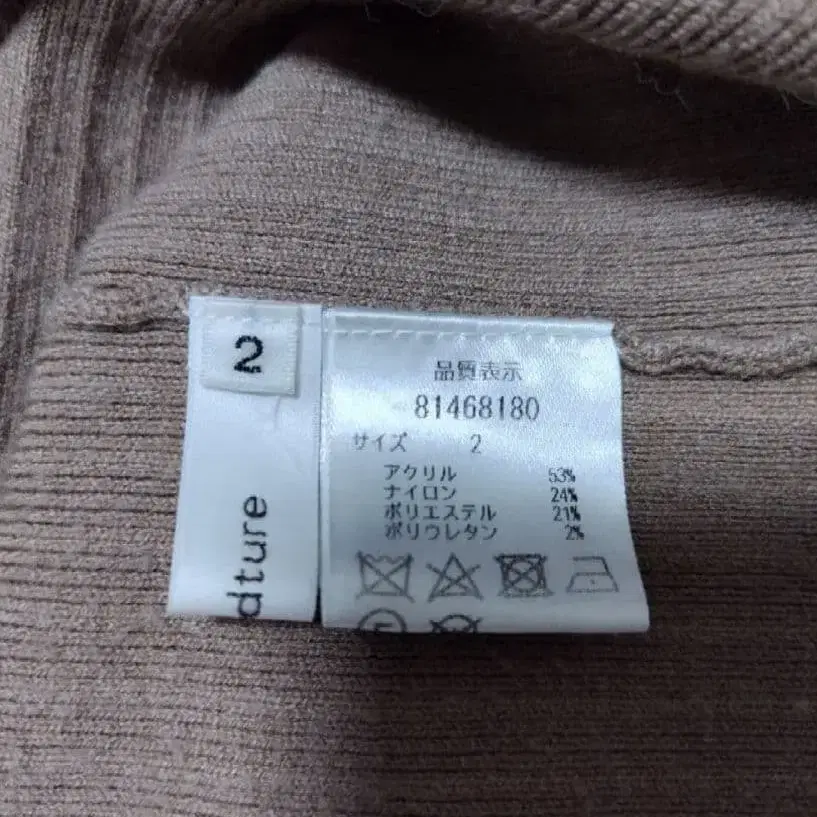 2
dture
品質表示
81468180
サイズ 2
アクリル 53%
ナイロン 24%
ポリエステル 21%
ポリウレタン 2%